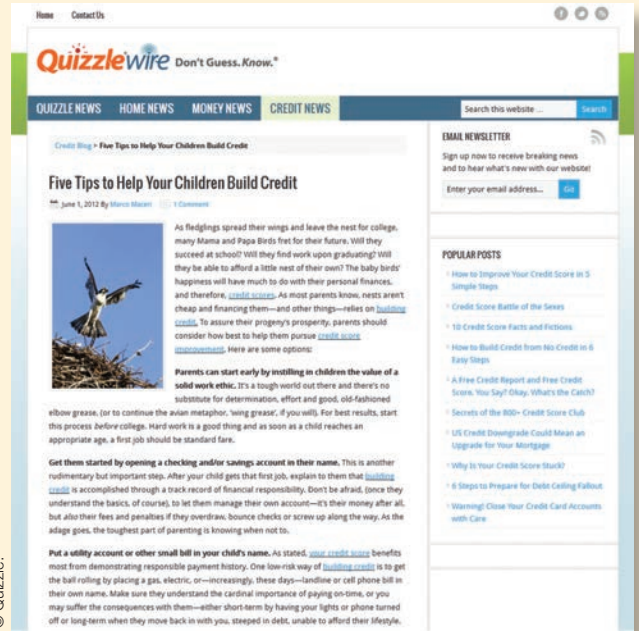 Home Contact Us
Quizzlewire Don't Guess. Know.®
QUIZZLE NEWS HOME NEWS MONEY NEWS CREDIT NEWS
Search this website ... Search
Credit Blog > Five Tips to Help Your Children Build Credit
Five Tips to Help Your Children Build Credit
June 1, 2012 By Marco Maceri 1 Comment
As fledglings spread their wings and leave the nest for college,
many Mama and Papa Birds fret for their future. Will they
succeed at school? Will they find work upon graduating? Will
they be able to afford a little nest of their own? The baby birds'
happiness will have much to do with their personal finances,
and therefore, credit scores. As most parents know, nests aren't
cheap and financing them—and other things—relies on building
credit. To assure their progeny's prosperity, parents should
consider how best to help them pursue credit score
improvement. Here are some options:
Parents can start early by instilling in children the value of a
solid work ethic. It's a tough world out there and there's no
substitute for determination, effort and good, old-fashioned
elbow grease, (or to continue the avian metaphor, 'wing grease', if you will). For best results, start
this process before college. Hard work is a good thing and as soon as a child reaches an
appropriate age, a first job should be standard fare.
Get them started by opening a checking and/or savings account in their name. This is another
rudimentary but important step. After your child gets that first job, explain to them that building
credit is accomplished through a track record of financial responsibility. Don't be afraid, (once they
understand the basics, of course), to let them manage their own account—it's their money after all,
but also their fees and penalties if they overdraw, bounce checks or screw up along the way. As the
adage goes, the toughest part of parenting is knowing when not to.
Put a utility account or other small bill in your child's name. As stated, your credit score benefits
most from demonstrating responsible payment history. One low-risk way of building credit is to get
the ball rolling by placing a gas, electric, or—increasingly, these days—landline or cell phone bill in
their own name. Make sure they understand the cardinal importance of paying on-time, or you
may suffer the consequences with them—either short-term by having your lights or phone turned
off or long-term when they move back in with you, steeped in debt, unable to afford their lifestyle.
EMAIL NEWSLETTER
Sign up now to receive breaking news
and to hear what's new with our website!
Enter your email address... Go
POPULAR POSTS
How to Improve Your Credit Score in 5
Simple Steps
Credit Score Battle of the Sexes
10 Credit Score Facts and Fictions
How to Build Credit from No Credit in 6
Easy Steps
A Free Credit Report and Free Credit
Score, You Say? Okay, What's the Catch?
Secrets of the 800+ Credit Score Club
US Credit Downgrade Could Mean an
Upgrade for Your Mortgage
Why Is Your Credit Score Stuck?
6 Steps to Prepare for Debt Ceiling Fallout
Warning! Close Your Credit Card Accounts
with Care
© Quizzle.